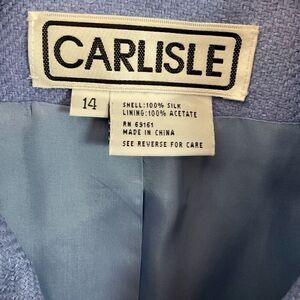 CARLISLE
14
SHELL:100% SILK
LINING:100% ACETATE
RN 69161
MADE IN CHINA
SEE REVERSE FOR CARE